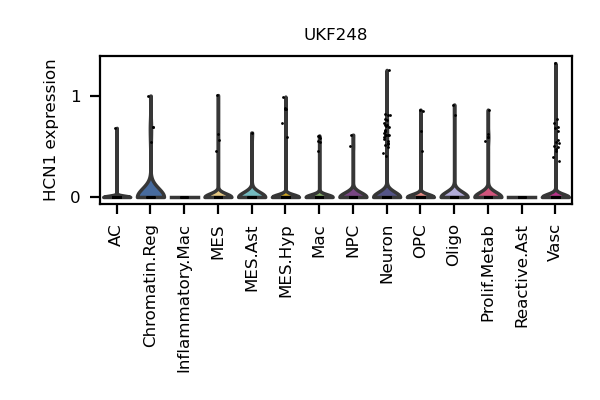 UKF248
HCN1 expression
1
0
AC
Chromatin.Reg
Inflammatory.Mac
MES
MES.Ast
MES.Hyp
Mac
NPC
Neuron
OPC
Oligo
Prolif.Metab
Reactive.Ast
Vasc